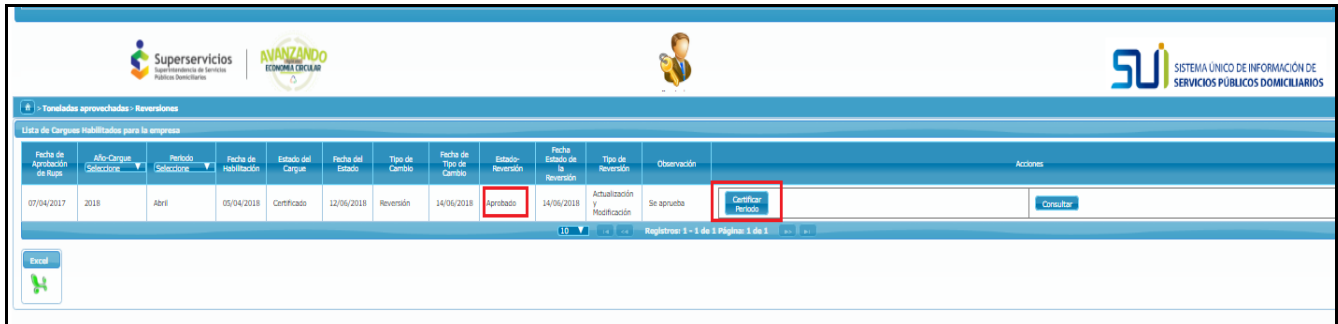 Superservicios
Superintendencia de Servicios
Públicos Domiciliarios
AVANZANDO
ECONOMÍA CIRCULAR
SUI
SISTEMA ÚNICO DE INFORMACIÓN DE
SERVICIOS PÚBLICOS DOMICILIARIOS
> Toneladas aprovechadas > Reversiones
Lista de Cargues Habilitados para la empresa
Fecha de Aprobación de Rups Año-Cargue Seleccione Periodo Seleccione Fecha de Habilitación Estado del Cargue Fecha del Estado Tipo de Cambio Fecha de Tipo de Cambio Estado-Reversión Fecha Estado de la Reversión Tipo de Reversión Observación Acciones
07/04/2017 2018 Abril 05/04/2018 Certificado 12/06/2018 Reversión 14/06/2018 Aprobado 14/06/2018 Actualización y Modificación Se aprueba Certificar Periodo Consultar
10 Registros: 1 - 1 de 1 Página: 1 de 1
Excel